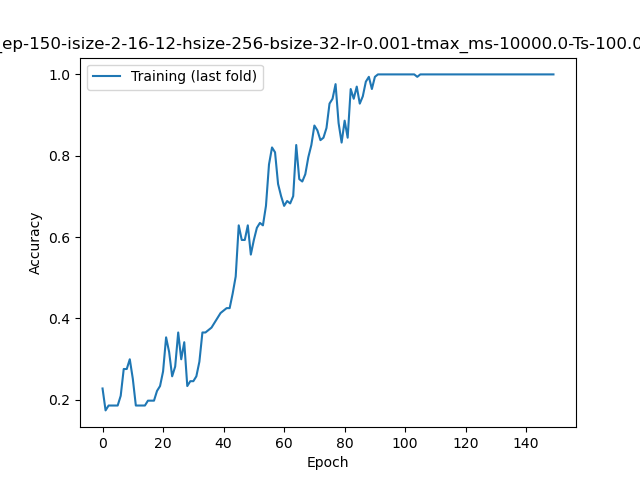 _ep-150-isize-2-16-12-hsize-256-bsize-32-lr-0.001-tmax_ms-10000.0-Ts-100.0
Training (last fold)
1.0
0.8
0.6
0.4
0.2
Accuracy
0 20 40 60 80 100 120 140
Epoch